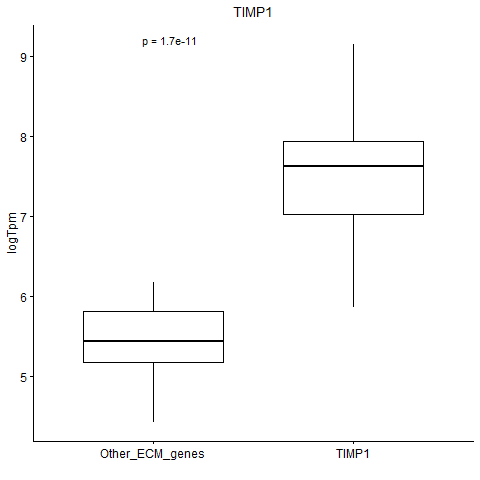 TIMP1
p = 1.7e-11
logTpm
9
8
7
6
5
Other_ECM_genes
TIMP1